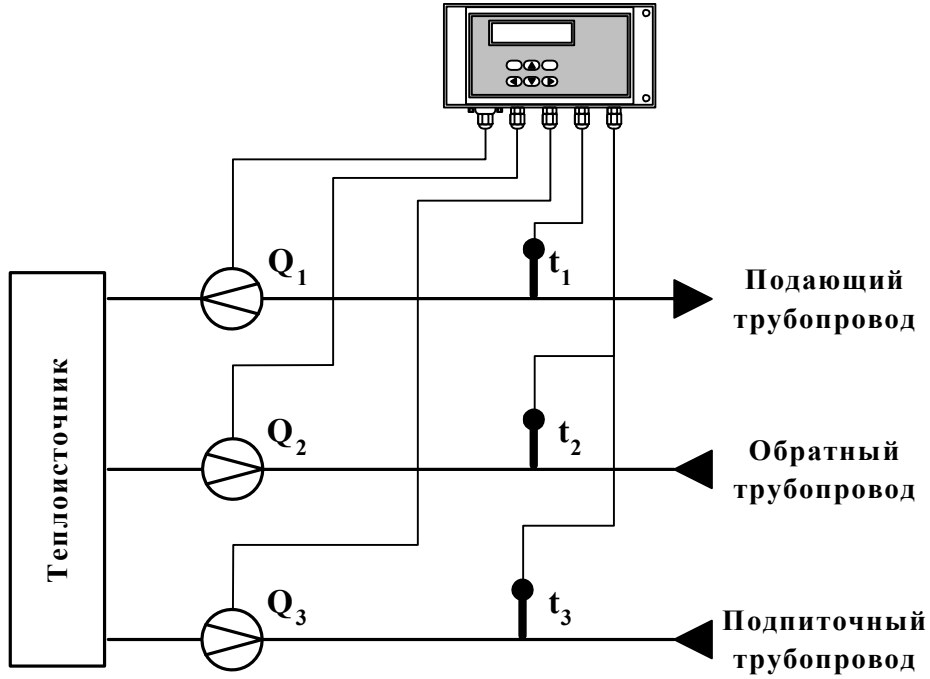 Q1
t1
Подающий
трубопровод
Теплоисточник
Q2
t2
Обратный
трубопровод
Q3
t3
Подпиточный
трубопровод